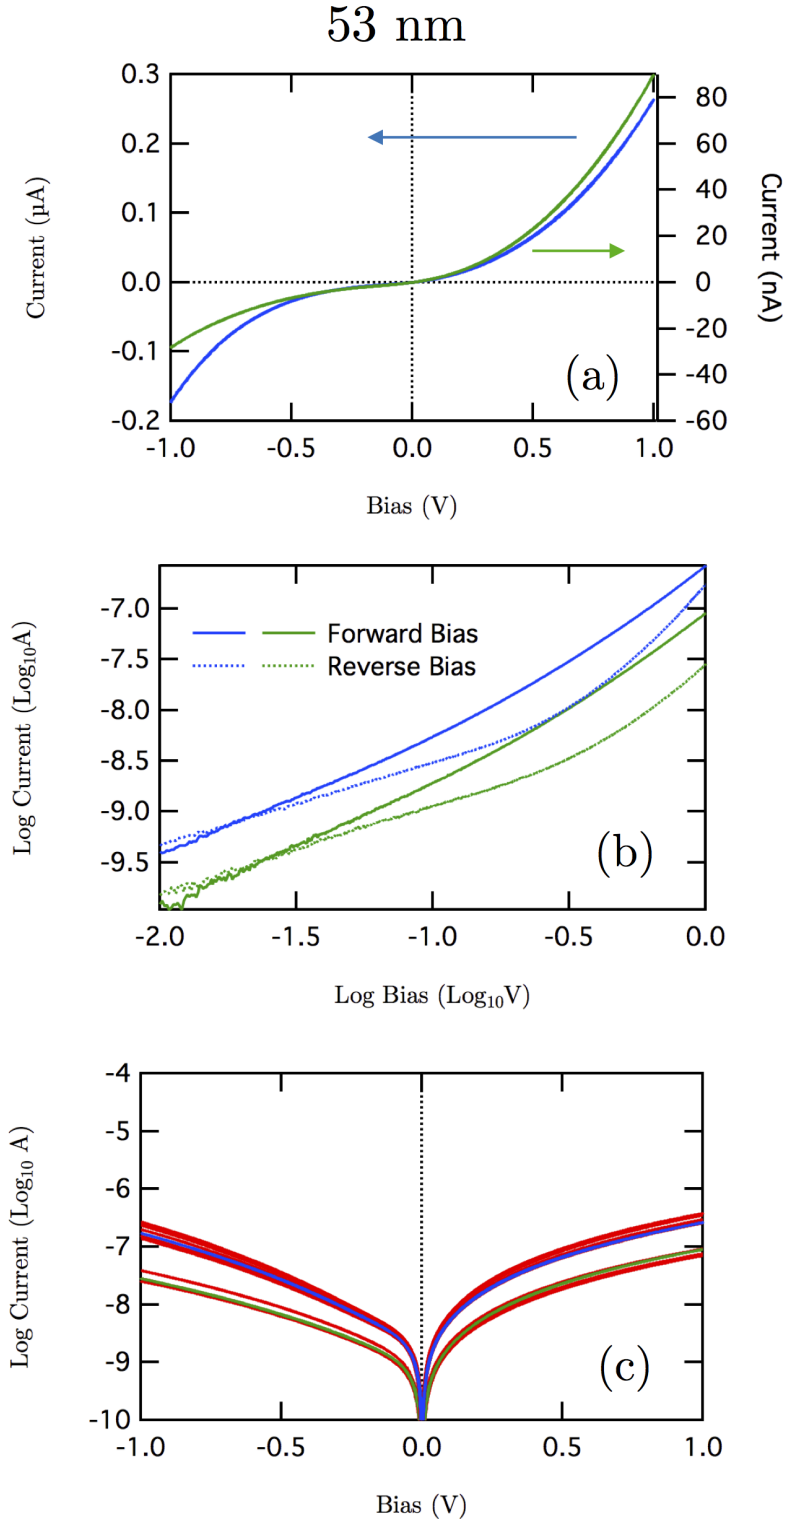 53 nm
0.3
0.2
0.1
0.0
-0.1
-0.2
Current (µA)
80
60
40
20
0
-20
-40
-60
Current (nA)
(a)
-1.0 -0.5 0.0 0.5 1.0
Bias (V)
-7.0
-7.5
-8.0
-8.5
-9.0
-9.5
Log Current (Log10A)
Forward Bias
Reverse Bias
(b)
-2.0 -1.5 -1.0 -0.5 0.0
Log Bias (Log10V)
-4
-5
-6
-7
-8
-9
-10
Log Current (Log10 A)
(c)
-1.0 -0.5 0.0 0.5 1.0
Bias (V)